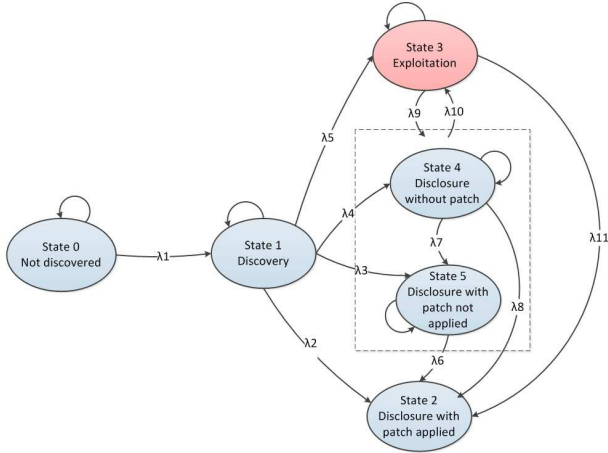 State 3
Exploitation
λ5
λ9
λ10
State 4
Disclosure
without patch
λ4
State 0
Not discovered
λ1
State 1
Discovery
λ7
λ11
λ3
State 5
Disclosure with
patch not
applied
λ8
λ2
λ6
State 2
Disclosure with
patch applied